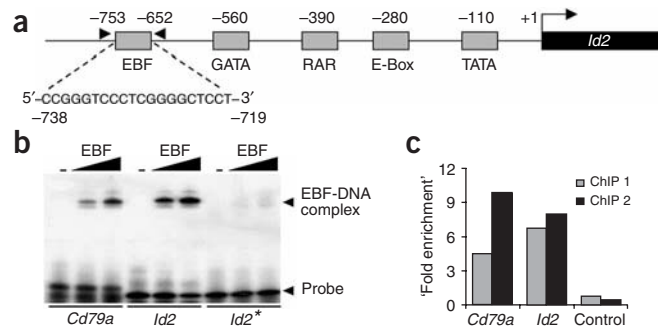 a
–753 –652 –560 –390 –280 –110 +1
EBF GATA RAR E-Box TATA Id2
5′–CCGGGTCCCTCGGGGCTCCT–3′
–738 –719
b
EBF EBF EBF
– – –
EBF-DNA
complex
Probe
Cd79a Id2 Id2*
c
'Fold enrichment'
12
9
6
3
0
ChIP 1
ChIP 2
Cd79a Id2 Control